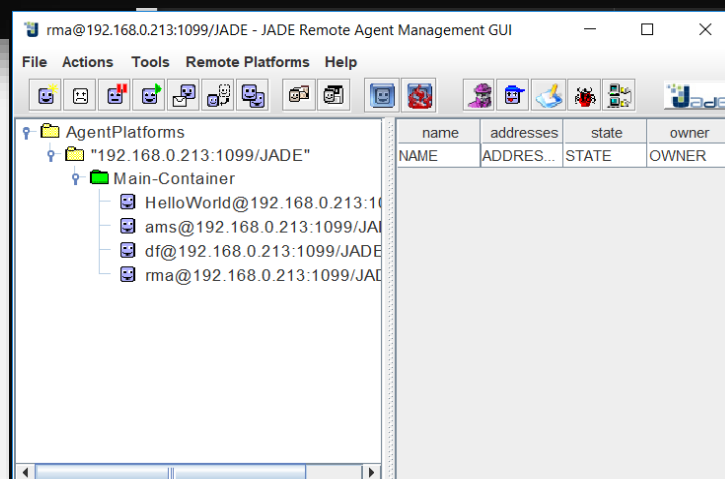 rma@192.168.0.213:1099/JADE - JADE Remote Agent Management GUI
File Actions Tools Remote Platforms Help
Jade
AgentPlatforms
"192.168.0.213:1099/JADE"
Main-Container
HelloWorld@192.168.0.213:10
ams@192.168.0.213:1099/JAD
df@192.168.0.213:1099/JADE
rma@192.168.0.213:1099/JAD
name addresses state owner
NAME ADDRES... STATE OWNER